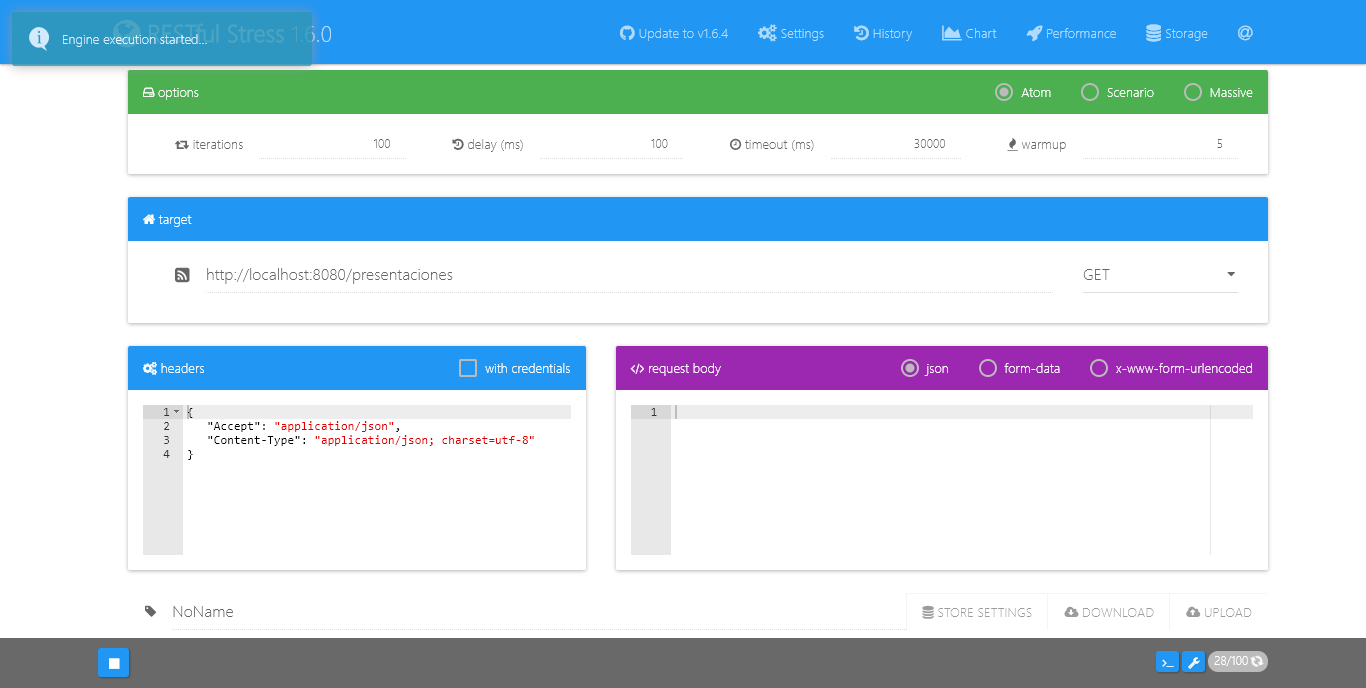 RESTful Stress 1.6.0
Engine execution started...
Update to v1.6.4 Settings History Chart Performance Storage @
options Atom Scenario Massive
iterations 100 delay (ms) 100 timeout (ms) 30000 warmup 5
target
http://localhost:8080/presentaciones GET
headers with credentials
1 {
2 "Accept": "application/json",
3 "Content-Type": "application/json; charset=utf-8"
4 }
</> request body json form-data x-www-form-urlencoded
1
NoName STORE SETTINGS DOWNLOAD UPLOAD
28/100